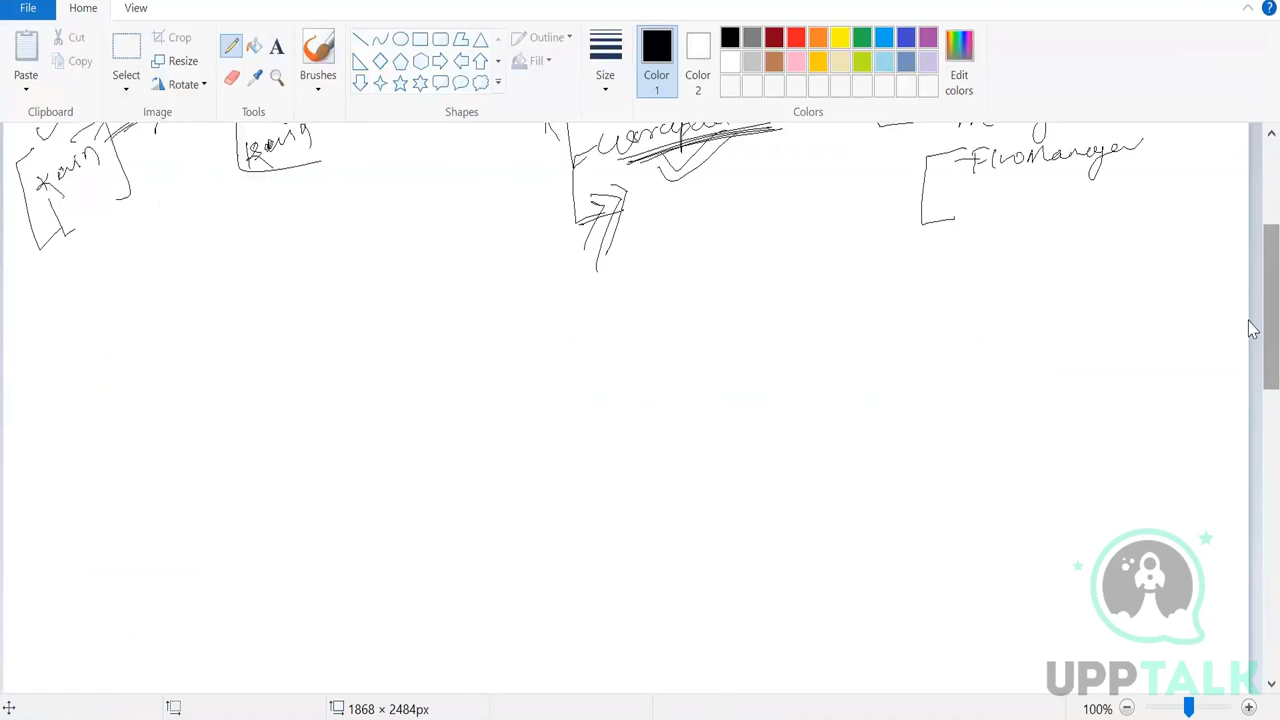 File Home View
Cut
Copy
Paste
Clipboard
Select
Crop
Resize
Rotate
Image
A
Tools
Brushes
Shapes
Outline
Fill
Size
Color
1
Color
2
Edit
colors
Colors
UPPTALK
1868 × 2484px
100%